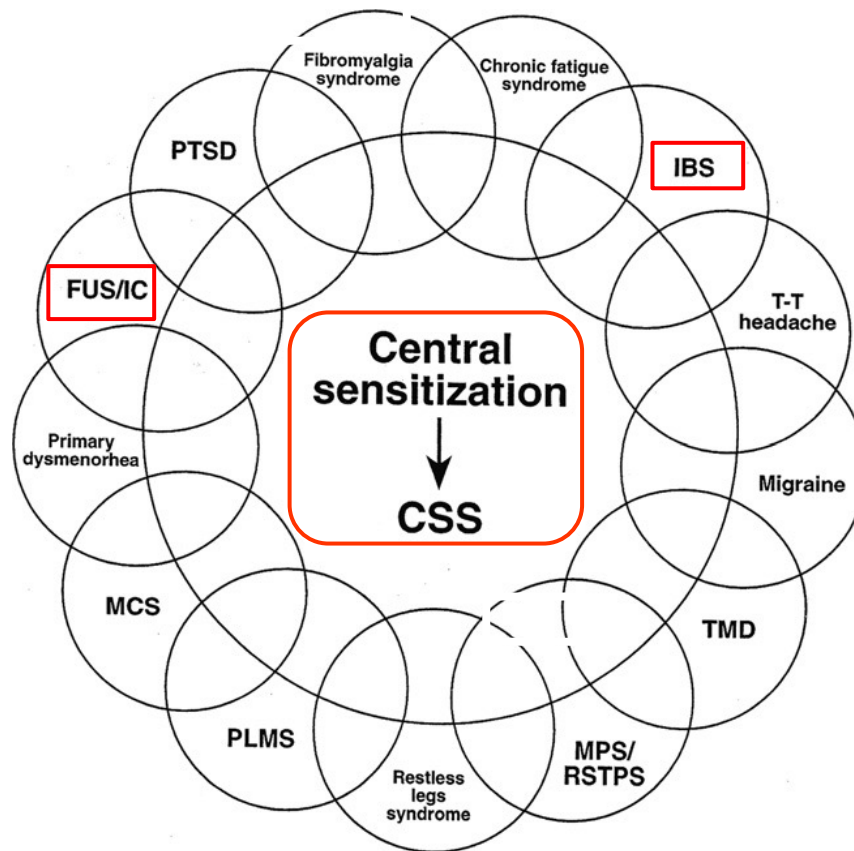 Fibromyalgia
syndrome
Chronic fatigue
syndrome
PTSD
IBS
FUS/IC
T-T
headache
Central
sensitization
CSS
Primary
dysmenorhea
Migraine
MCS
TMD
PLMS
MPS/
RSTPS
Restless
legs
syndrome